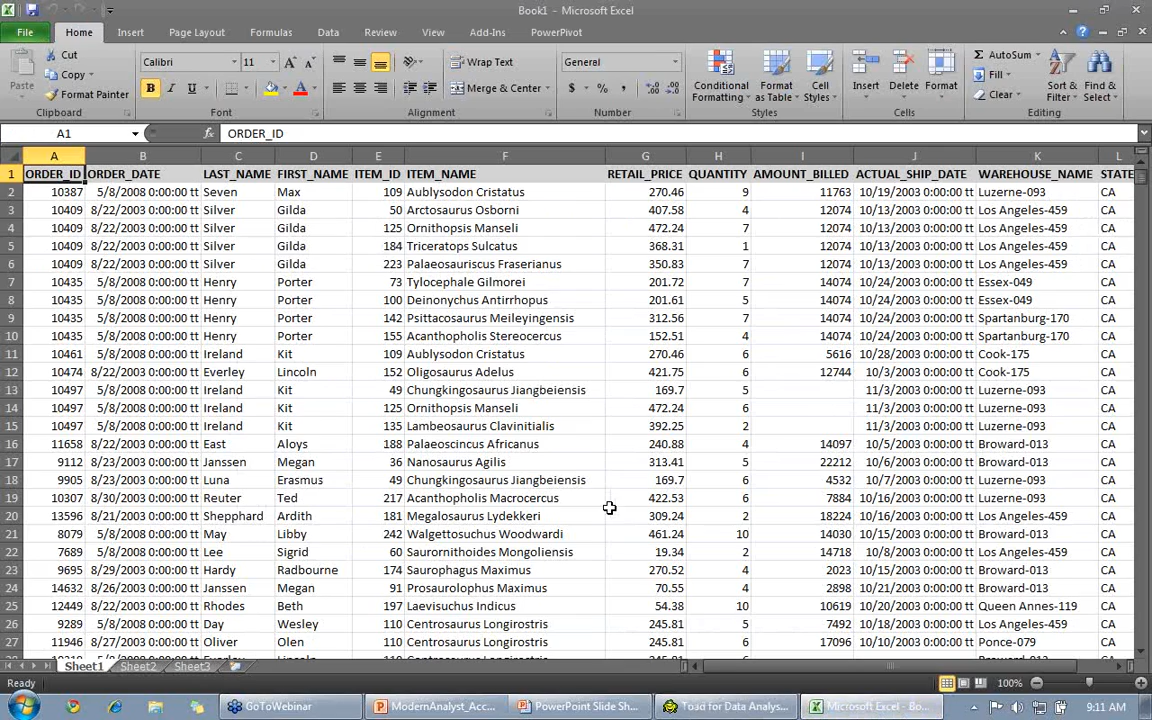 Book1 - Microsoft Excel
File Home Insert Page Layout Formulas Data Review View Add-Ins PowerPivot
Cut
Copy
Format Painter
Paste
Clipboard
Calibri 11
Font
Wrap Text
Merge & Center
Alignment
General
Number
Conditional Formatting
Format as Table
Cell Styles
Styles
Insert Delete Format
Cells
AutoSum
Fill
Clear
Sort & Filter
Find & Select
Editing
A1 fx ORDER_ID
A B C D E F G H I J K L
1 ORDER_ID ORDER_DATE LAST_NAME FIRST_NAME ITEM_ID ITEM_NAME RETAIL_PRICE QUANTITY AMOUNT_BILLED ACTUAL_SHIP_DATE WAREHOUSE_NAME STATE
2 10387 5/8/2008 0:00:00 tt Seven Max 109 Aublysodon Cristatus 270.46 9 11763 10/19/2003 0:00:00 tt Luzerne-093 CA
3 10409 8/22/2003 0:00:00 tt Silver Gilda 50 Arctosaurus Osborni 407.58 4 12074 10/13/2003 0:00:00 tt Los Angeles-459 CA
4 10409 8/22/2003 0:00:00 tt Silver Gilda 125 Ornithopsis Manseli 472.24 7 12074 10/13/2003 0:00:00 tt Los Angeles-459 CA
5 10409 8/22/2003 0:00:00 tt Silver Gilda 184 Triceratops Sulcatus 368.31 1 12074 10/13/2003 0:00:00 tt Los Angeles-459 CA
6 10409 8/22/2003 0:00:00 tt Silver Gilda 223 Palaeosauriscus Fraserianus 350.83 7 12074 10/13/2003 0:00:00 tt Los Angeles-459 CA
7 10435 5/8/2008 0:00:00 tt Henry Porter 73 Tylocephale Gilmorei 201.72 7 14074 10/24/2003 0:00:00 tt Essex-049 CA
8 10435 5/8/2008 0:00:00 tt Henry Porter 100 Deinonychus Antirrhopus 201.61 5 14074 10/24/2003 0:00:00 tt Essex-049 CA
9 10435 5/8/2008 0:00:00 tt Henry Porter 142 Psittacosaurus Meileyingensis 312.56 7 14074 10/24/2003 0:00:00 tt Spartanburg-170 CA
10 10435 5/8/2008 0:00:00 tt Henry Porter 155 Acanthopholis Stereocercus 152.51 4 14074 10/24/2003 0:00:00 tt Spartanburg-170 CA
11 10461 5/8/2008 0:00:00 tt Ireland Kit 109 Aublysodon Cristatus 270.46 6 5616 10/28/2003 0:00:00 tt Cook-175 CA
12 10474 8/22/2003 0:00:00 tt Everley Lincoln 152 Oligosaurus Adelus 421.75 6 12744 10/3/2003 0:00:00 tt Cook-175 CA
13 10497 5/8/2008 0:00:00 tt Ireland Kit 49 Chungkingosaurus Jiangbeiensis 169.7 5 11/3/2003 0:00:00 tt Luzerne-093 CA
14 10497 5/8/2008 0:00:00 tt Ireland Kit 125 Ornithopsis Manseli 472.24 6 11/3/2003 0:00:00 tt Luzerne-093 CA
15 10497 5/8/2008 0:00:00 tt Ireland Kit 135 Lambeosaurus Clavinitialis 392.25 2 11/3/2003 0:00:00 tt Luzerne-093 CA
16 11658 8/22/2003 0:00:00 tt East Aloys 188 Palaeoscincus Africanus 240.88 4 14097 10/5/2003 0:00:00 tt Broward-013 CA
17 9112 8/23/2003 0:00:00 tt Janssen Megan 36 Nanosaurus Agilis 313.41 5 22212 10/6/2003 0:00:00 tt Broward-013 CA
18 9905 8/23/2003 0:00:00 tt Luna Erasmus 49 Chungkingosaurus Jiangbeiensis 169.7 6 4532 10/7/2003 0:00:00 tt Luzerne-093 CA
19 10307 8/30/2003 0:00:00 tt Reuter Ted 217 Acanthopholis Macrocercus 422.53 6 7884 10/16/2003 0:00:00 tt Luzerne-093 CA
20 13596 8/21/2003 0:00:00 tt Shepphard Ardith 181 Megalosaurus Lydekkeri 309.24 2 18224 10/16/2003 0:00:00 tt Los Angeles-459 CA
21 8079 5/8/2008 0:00:00 tt May Libby 242 Walgettosuchus Woodwardi 461.24 10 14030 10/15/2003 0:00:00 tt Broward-013 CA
22 7689 5/8/2008 0:00:00 tt Lee Sigrid 60 Saurornithoides Mongoliensis 19.34 2 14718 10/8/2003 0:00:00 tt Los Angeles-459 CA
23 9695 8/29/2003 0:00:00 tt Hardy Radbourne 174 Saurophagus Maximus 270.52 4 2023 10/15/2003 0:00:00 tt Broward-013 CA
24 14632 8/26/2003 0:00:00 tt Janssen Megan 91 Prosaurolophus Maximus 70.55 4 2898 10/21/2003 0:00:00 tt Broward-013 CA
25 12449 8/22/2003 0:00:00 tt Rhodes Beth 197 Laevisuchus Indicus 54.38 10 10619 10/20/2003 0:00:00 tt Queen Annes-119 CA
26 9289 5/8/2008 0:00:00 tt Day Wesley 110 Centrosaurus Longirostris 245.81 5 7492 10/18/2003 0:00:00 tt Los Angeles-459 CA
27 11946 8/27/2003 0:00:00 tt Oliver Olen 110 Centrosaurus Longirostris 245.81 6 17096 10/10/2003 0:00:00 tt Ponce-079 CA
Sheet1 Sheet2 Sheet3
Ready 100%
GoToWebinar ModernAnalyst_Acc... PowerPoint Slide Sh... Toad for Data Analys... Microsoft Excel - Bo... 9:11 AM